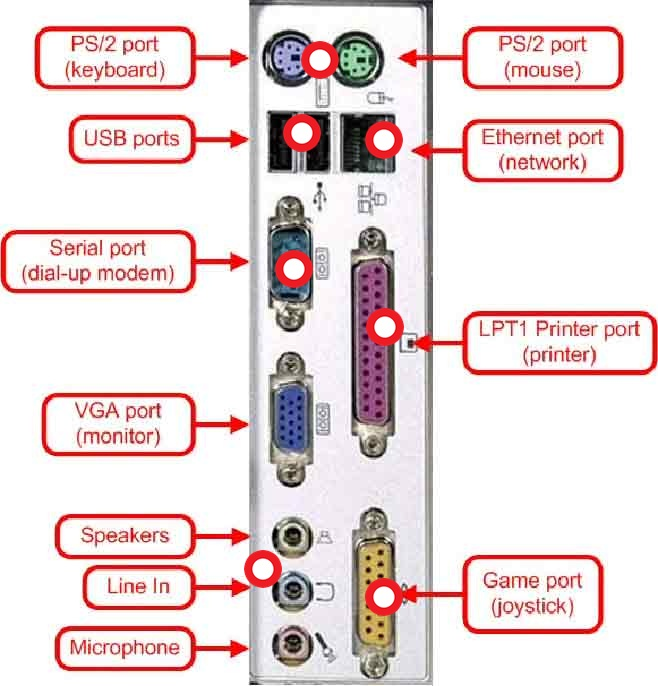 PS/2 port
(keyboard)
PS/2 port
(mouse)
USB ports
Ethernet port
(network)
Serial port
(dial-up modem)
LPT1 Printer port
(printer)
VGA port
(monitor)
Speakers
Line In
Game port
(joystick)
Microphone